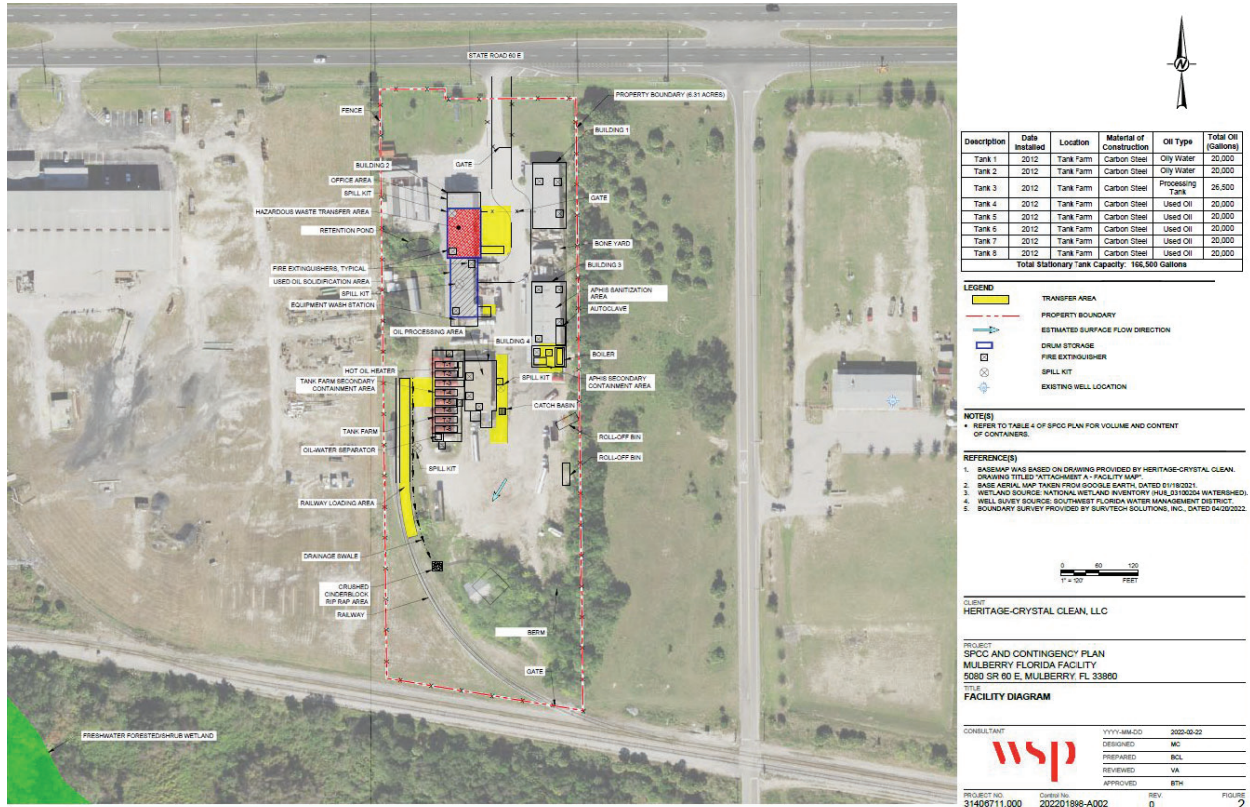 STATE ROAD 60 E
FENCE
PROPERTY BOUNDARY (6.31 ACRES)
BUILDING 1
GATE
BUILDING 2
OFFICE AREA
SPILL KIT
HAZARDOUS WASTE TRANSFER AREA
GATE
RETENTION POND
BONE YARD
FIRE EXTINGUISHERS, TYPICAL
BUILDING 3
USED OIL SOLIDIFICATION AREA
SPILL KIT
EQUIPMENT WASH STATION
APHIS SANITIZATION
AREA
AUTOCLAVE
OIL PROCESSING AREA
BUILDING 4
BOILER
HOT OIL HEATER
TANK FARM SECONDARY
CONTAINMENT AREA
SPILL KIT
APHIS SECONDARY
CONTAINMENT AREA
CATCH BASIN
TANK FARM
OIL-WATER SEPARATOR
ROLL-OFF BIN
ROLL-OFF BIN
SPILL KIT
RAILWAY LOADING AREA
DRAINAGE SWALE
CRUSHED
CINDERBLOCK
RIP RAP AREA
RAILWAY
BERM
GATE
FRESHWATER FORESTED/SHRUB WETLAND
N
Description Date Installed Location Material of Construction Oil Type Total Oil (Gallons)
Tank 1 2012 Tank Farm Carbon Steel Oily Water 20,000
Tank 2 2012 Tank Farm Carbon Steel Oily Water 20,000
Tank 3 2012 Tank Farm Carbon Steel Processing Tank 26,500
Tank 4 2012 Tank Farm Carbon Steel Used Oil 20,000
Tank 5 2012 Tank Farm Carbon Steel Used Oil 20,000
Tank 6 2012 Tank Farm Carbon Steel Used Oil 20,000
Tank 7 2012 Tank Farm Carbon Steel Used Oil 20,000
Tank 8 2012 Tank Farm Carbon Steel Used Oil 20,000
Total Stationary Tank Capacity: 166,500 Gallons
LEGEND
TRANSFER AREA
PROPERTY BOUNDARY
ESTIMATED SURFACE FLOW DIRECTION
DRUM STORAGE
FIRE EXTINGUISHER
SPILL KIT
EXISTING WELL LOCATION
NOTE(S)
* REFER TO TABLE 4 OF SPCC PLAN FOR VOLUME AND CONTENT
OF CONTAINERS.
REFERENCE(S)
1. BASEMAP WAS BASED ON DRAWING PROVIDED BY HERITAGE-CRYSTAL CLEAN.
DRAWING TITLED "ATTACHMENT A - FACILITY MAP".
2. BASE AERIAL MAP TAKEN FROM GOOGLE EARTH, DATED 01/18/2021.
3. WETLAND SOURCE: NATIONAL WETLAND INVENTORY (HU8_03100204 WATERSHED).
4. WELL SUVEY SOURCE: SOUTHWEST FLORIDA WATER MANAGEMENT DISTRICT.
5. BOUNDARY SURVEY PROVIDED BY SURVTECH SOLUTIONS, INC., DATED 04/20/2022.
0 60 120
1" = 120' FEET
CLIENT
HERITAGE-CRYSTAL CLEAN, LLC
PROJECT
SPCC AND CONTINGENCY PLAN
MULBERRY FLORIDA FACILITY
5080 SR 60 E, MULBERRY, FL 33860
TITLE
FACILITY DIAGRAM
CONSULTANT
wsp
YYYY-MM-DD 2022-02-22
DESIGNED MC
PREPARED BCL
REVIEWED VA
APPROVED BTH
PROJECT NO. Control No. REV. FIGURE
31406711.000 202201898-A002 0